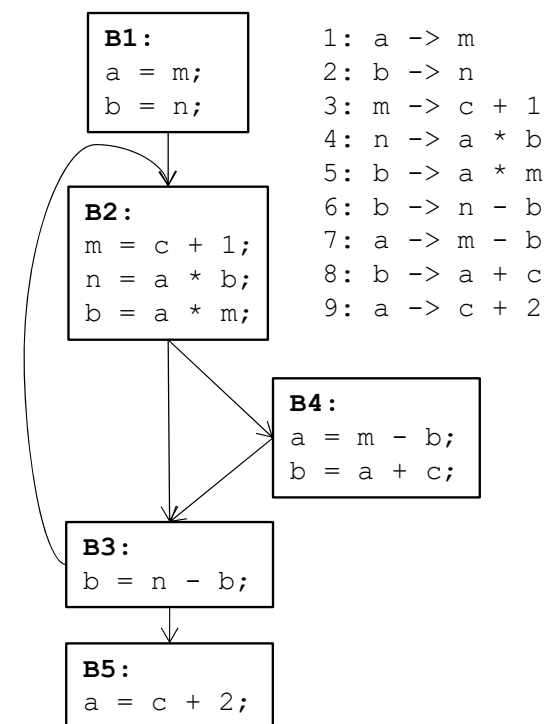 B1:
a = m;
b = n;
1: a -> m
2: b -> n
3: m -> c + 1
4: n -> a * b
5: b -> a * m
6: b -> n - b
7: a -> m - b
8: b -> a + c
9: a -> c + 2
B2:
m = c + 1;
n = a * b;
b = a * m;
B4:
a = m - b;
b = a + c;
B3:
b = n - b;
B5:
a = c + 2;